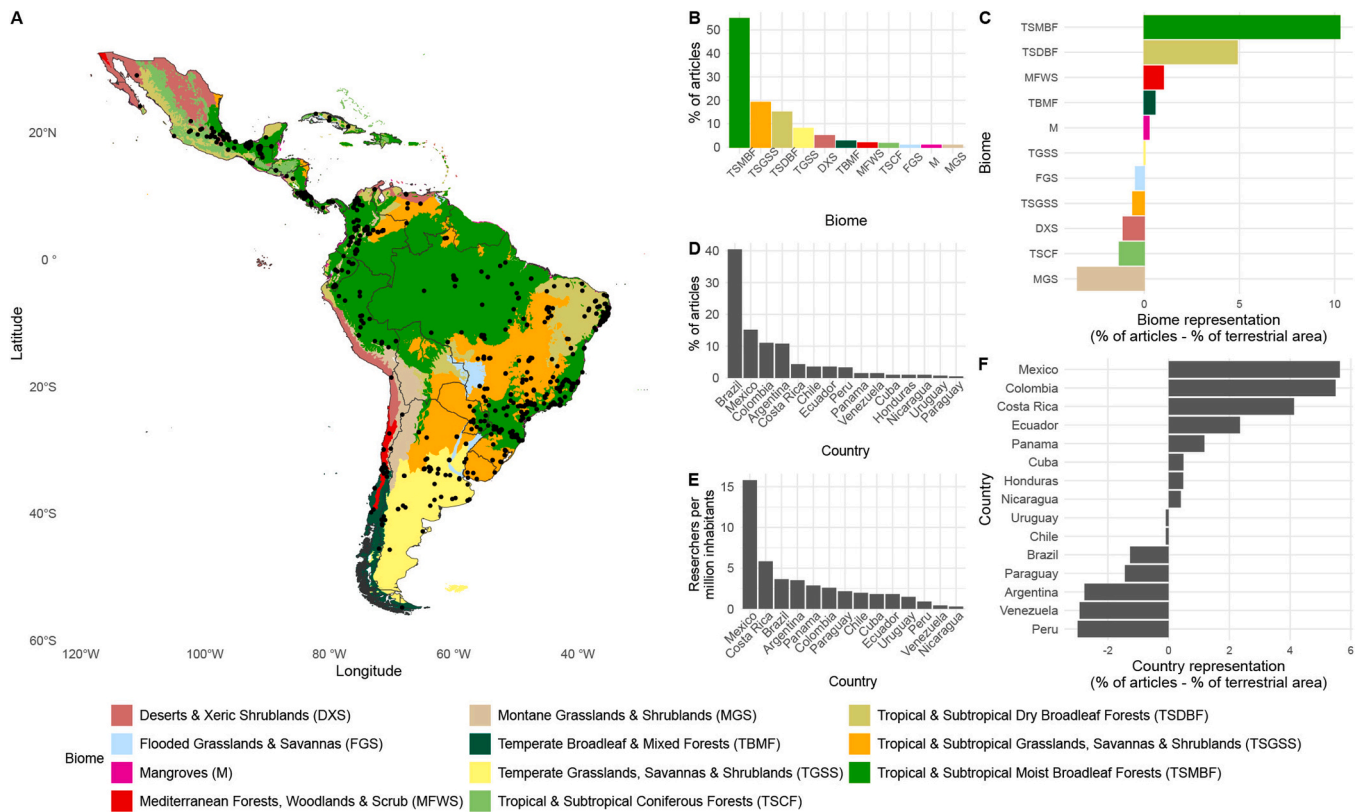 A
20°N
0 °
20°S
40°S
60°S
120°W
100°W
80°W
60°W
40°W
Latitude
Longitude
B
50
40
30
20
10
0
% of articles
TSMBF
TSGSS
TSDBF
TGSS
DXS
TBMF
MFWS
TSCF
FGS
M
MGS
Biome
C
TSMBF
TSDBF
MFWS
TBMF
M
TGSS
FGS
TSGSS
DXS
TSCF
MGS
Biome
0
5
10
Biome representation
(% of articles - % of terrestrial area)
D
40
30
20
10
0
% of articles
Brazil
Mexico
Colombia
Argentina
Costa Rica
Chile
Ecuador
Peru
Panama
Venezuela
Cuba
Honduras
Nicaragua
Uruguay
Paraguay
Country
E
15
10
5
0
Reserchers per
million inhabitants
Mexico
Costa Rica
Brazil
Argentina
Panama
Colombia
Paraguay
Chile
Cuba
Ecuador
Uruguay
Peru
Venezuela
Nicaragua
Country
F
Mexico
Colombia
Costa Rica
Ecuador
Panama
Cuba
Honduras
Nicaragua
Uruguay
Chile
Brazil
Paraguay
Argentina
Venezuela
Peru
Country
-2
0
2
4
6
Country representation
(% of articles - % of terrestrial area)
Biome
Deserts & Xeric Shrublands (DXS)
Flooded Grasslands & Savannas (FGS)
Mangroves (M)
Mediterranean Forests, Woodlands & Scrub (MFWS)
Montane Grasslands & Shrublands (MGS)
Temperate Broadleaf & Mixed Forests (TBMF)
Temperate Grasslands, Savannas & Shrublands (TGSS)
Tropical & Subtropical Coniferous Forests (TSCF)
Tropical & Subtropical Dry Broadleaf Forests (TSDBF)
Tropical & Subtropical Grasslands, Savannas & Shrublands (TSGSS)
Tropical & Subtropical Moist Broadleaf Forests (TSMBF)